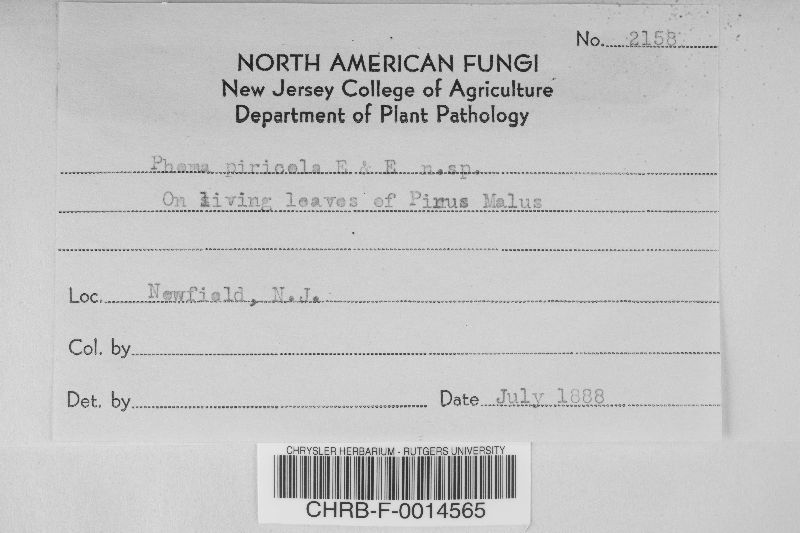 No. 2158
NORTH AMERICAN FUNGI
New Jersey College of Agriculture
Department of Plant Pathology
Phoma piricola E & E n.sp.
On living leaves of Pirus Malus
Loc. Newfield, N.J.
Col. by
Det. by Date July 1888
CHRYSLER HERBARIUM - RUTGERS UNIVERSITY
CHRB-F-0014565